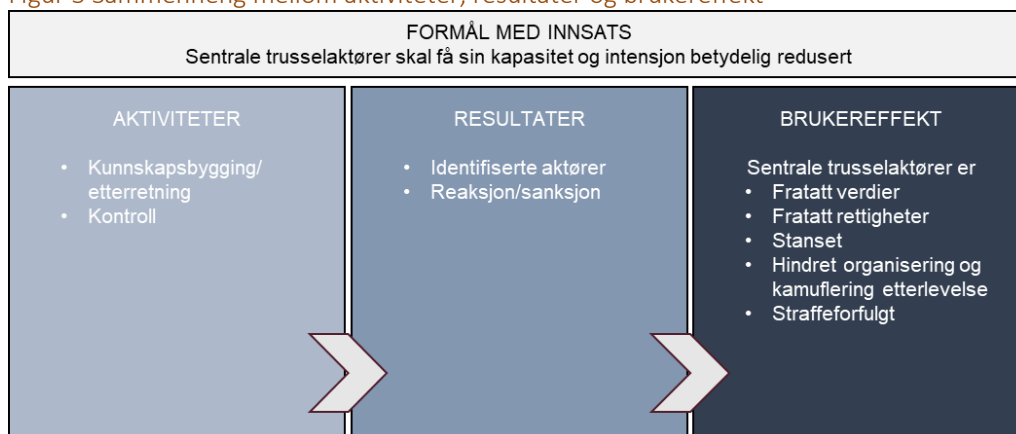 Figur 5 Sammenheng mellom aktiviteter, resultater og brukereffekt
FORMÅL MED INNSATS
Sentrale trusselaktører skal få sin kapasitet og intensjon betydelig redusert
AKTIVITETER
• Kunnskapsbygging/
etterretning
• Kontroll
RESULTATER
• Identifiserte aktører
• Reaksjon/sanksjon
BRUKEREFFEKT
Sentrale trusselaktører er
• Fratatt verdier
• Fratatt rettigheter
• Stanset
• Hindret organisering og
kamuflering etterlevelse
• Straffeforfulgt